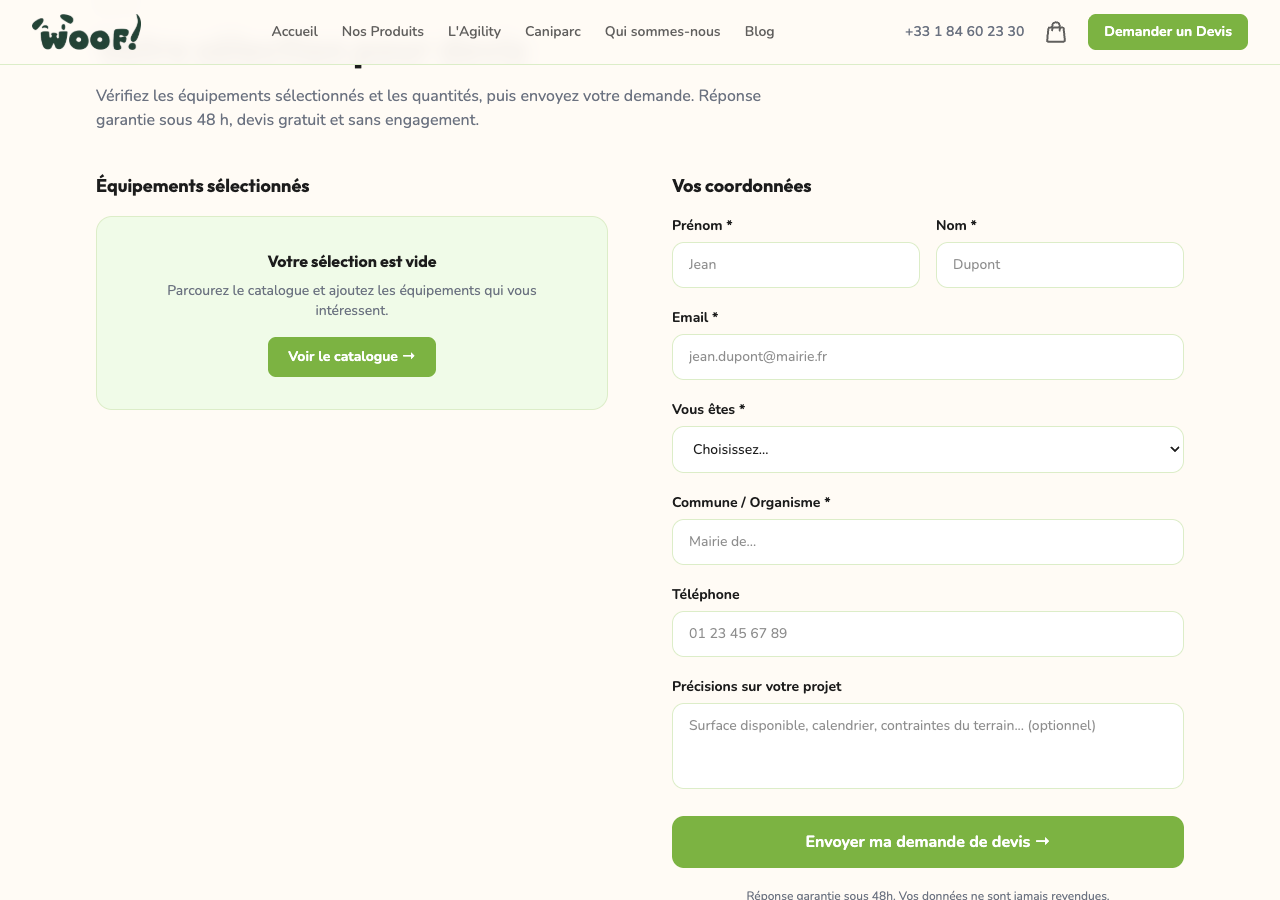 WOOF!
Accueil
Nos Produits
L'Agility
Caniparc
Qui sommes-nous
Blog
+33 1 84 60 23 30
Demander un Devis
Vérifiez les équipements sélectionnés et les quantités, puis envoyez votre demande. Réponse
garantie sous 48 h, devis gratuit et sans engagement.
Équipements sélectionnés
Votre sélection est vide
Parcourez le catalogue et ajoutez les équipements qui vous
intéressent.
Voir le catalogue →
Vos coordonnées
Prénom *
Nom *
Jean
Dupont
Email *
jean.dupont@mairie.fr
Vous êtes *
Choisissez...
Commune / Organisme *
Mairie de...
Téléphone
01 23 45 67 89
Précisions sur votre projet
Surface disponible, calendrier, contraintes du terrain... (optionnel)
Envoyer ma demande de devis →
Réponse garantie sous 48h. Vos données ne sont jamais revendues.